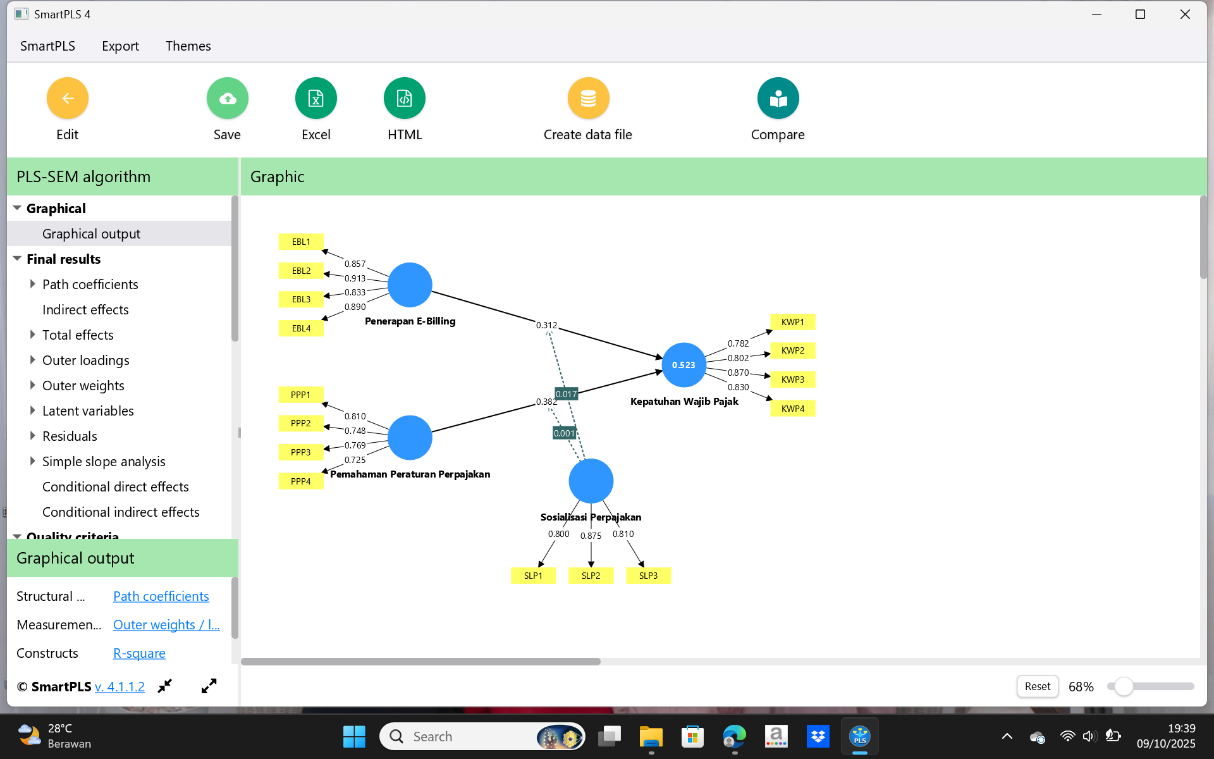 SmartPLS 4
SmartPLS Export Themes
Edit Save Excel HTML Create data file Compare
PLS-SEM algorithm
Graphical
Graphical output
Final results
Path coefficients
Indirect effects
Total effects
Outer loadings
Outer weights
Latent variables
Residuals
Simple slope analysis
Conditional direct effects
Conditional indirect effects
Quality criteria
Graphical output
Structural ... Path coefficients
Measuremen... Outer weights / l...
Constructs R-square
© SmartPLS v. 4.1.1.2
Graphic
EBL1
0.857
EBL2
0.913
EBL3
0.833
EBL4
0.890
Penerapan E-Billing
0.312
PPP1
0.810
PPP2
0.748
PPP3
0.769
PPP4
0.725
Pemahaman Peraturan Perpajakan
0.382
0.017
0.001
0.523
Kepatuhan Wajib Pajak
0.782
KWP1
0.802
KWP2
0.870
KWP3
0.830
KWP4
Sosialisasi Perpajakan
0.800 0.875 0.810
SLP1 SLP2 SLP3
Reset 68%
28°C
Berawan
Search
a
PLS
19:39
09/10/2025